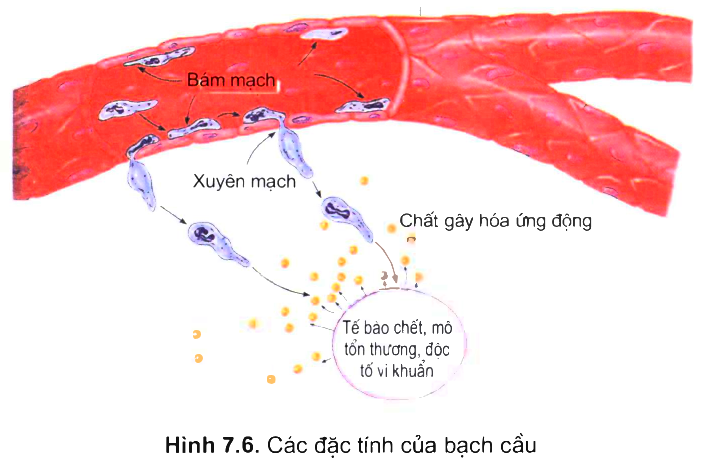 Bám mạch
Xuyên mạch
Chất gây hóa ứng động
Tế bào chết, mô
tổn thương, độc
tố vi khuẩn
Hình 7.6. Các đặc tính của bạch cầu